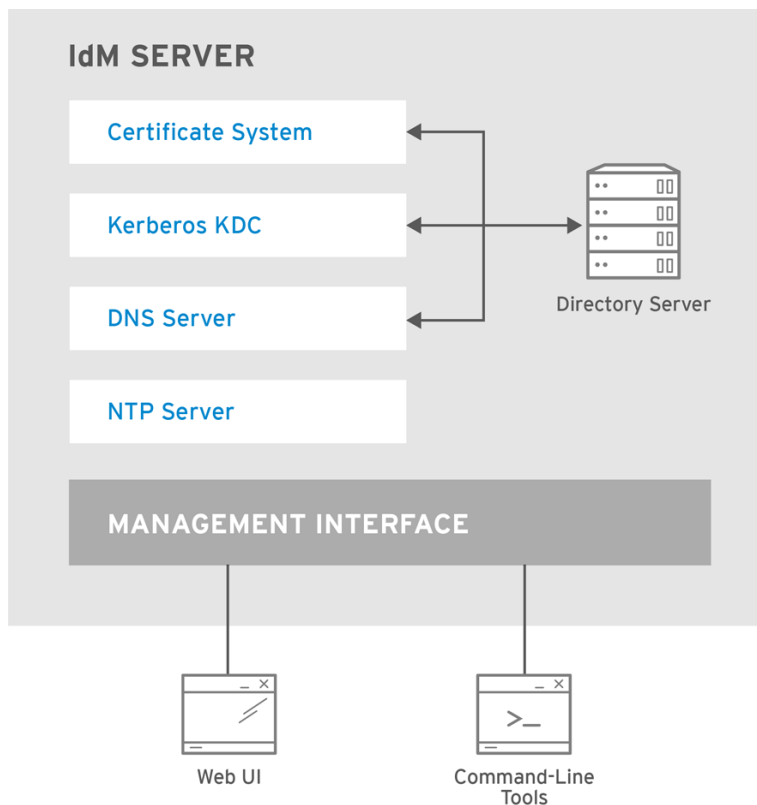 IdM SERVER
Certificate System
Kerberos KDC
DNS Server
Directory Server
NTP Server
MANAGEMENT INTERFACE
>_
Web UI
Command-Line
Tools